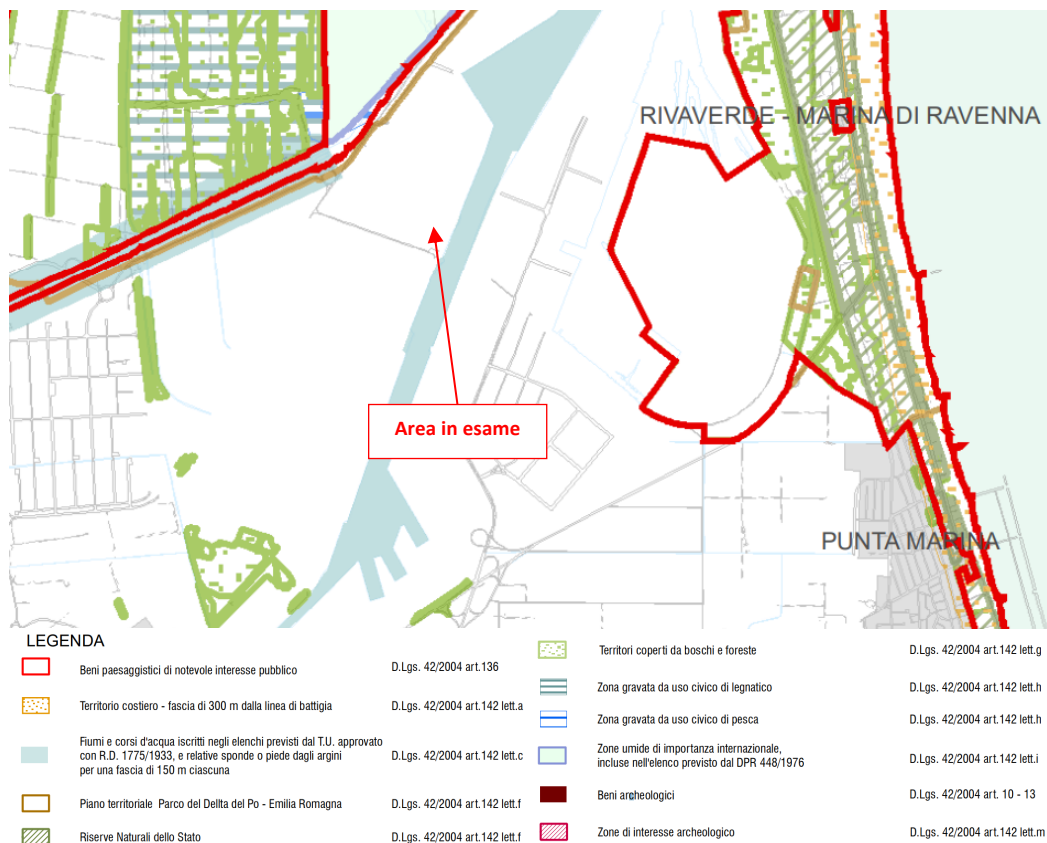 RIVAVERDE - MARINA DI RAVENNA
Area in esame
PUNTA MARINA
LEGENDA
Beni paesaggistici di notevole interesse pubblico D.Lgs. 42/2004 art.136
Territorio costiero - fascia di 300 m dalla linea di battigia D.Lgs. 42/2004 art.142 lett.a
Fiumi e corsi d'acqua iscritti negli elenchi previsti dal T.U. approvato
con R.D. 1775/1933, e relative sponde o piede dagli argini D.Lgs. 42/2004 art.142 lett.c
per una fascia di 150 m ciascuna
Piano territoriale Parco del Dellta del Po - Emilia Romagna D.Lgs. 42/2004 art.142 lett.f
Riserve Naturali dello Stato D.Lgs. 42/2004 art.142 lett.f
Territori coperti da boschi e foreste D.Lgs. 42/2004 art.142 lett.g
Zona gravata da uso civico di legnatico D.Lgs. 42/2004 art.142 lett.h
Zona gravata da uso civico di pesca D.Lgs. 42/2004 art.142 lett.h
Zone umide di importanza internazionale,
incluse nell'elenco previsto dal DPR 448/1976 D.Lgs. 42/2004 art.142 lett.i
Beni archeologici D.Lgs. 42/2004 art. 10 - 13
Zone di interesse archeologico D.Lgs. 42/2004 art.142 lett.m